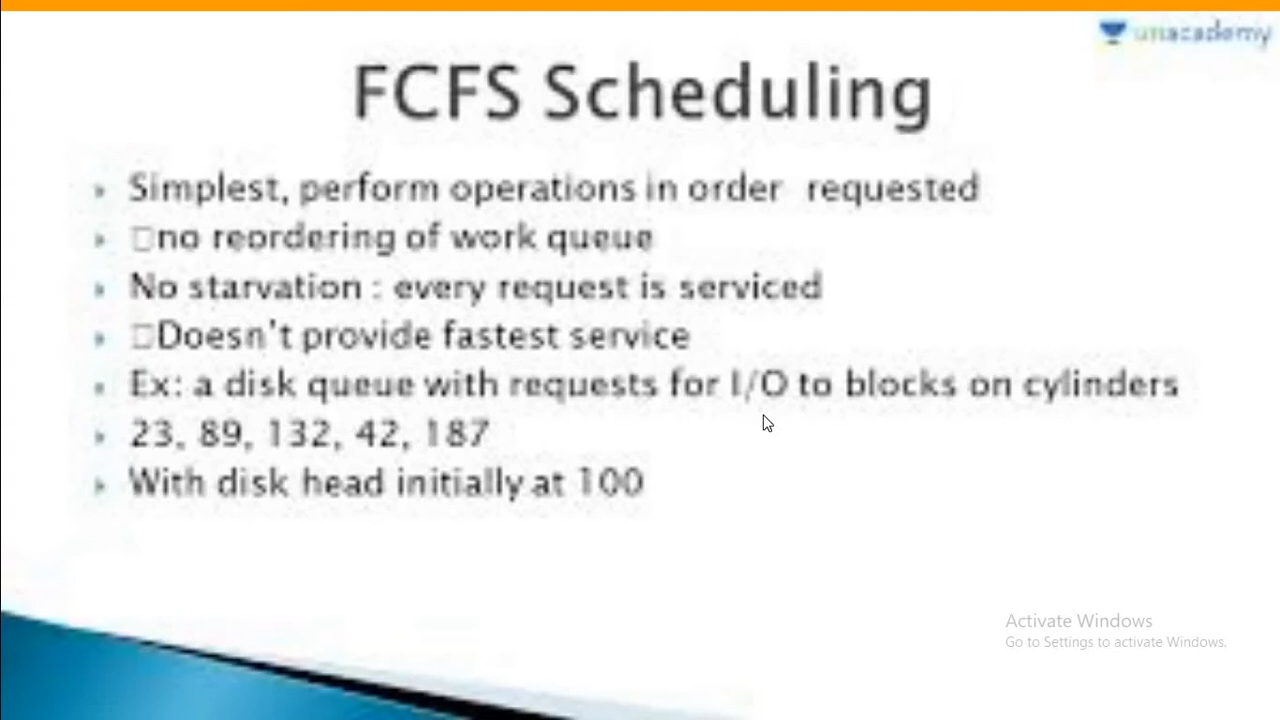 unacademy
FCFS Scheduling
Simplest, perform operations in order requested
□no reordering of work queue
No starvation : every request is serviced
□Doesn't provide fastest service
Ex: a disk queue with requests for I/O to blocks on cylinders
23, 89, 132, 42, 187
With disk head initially at 100
Activate Windows
Go to Settings to activate Windows.